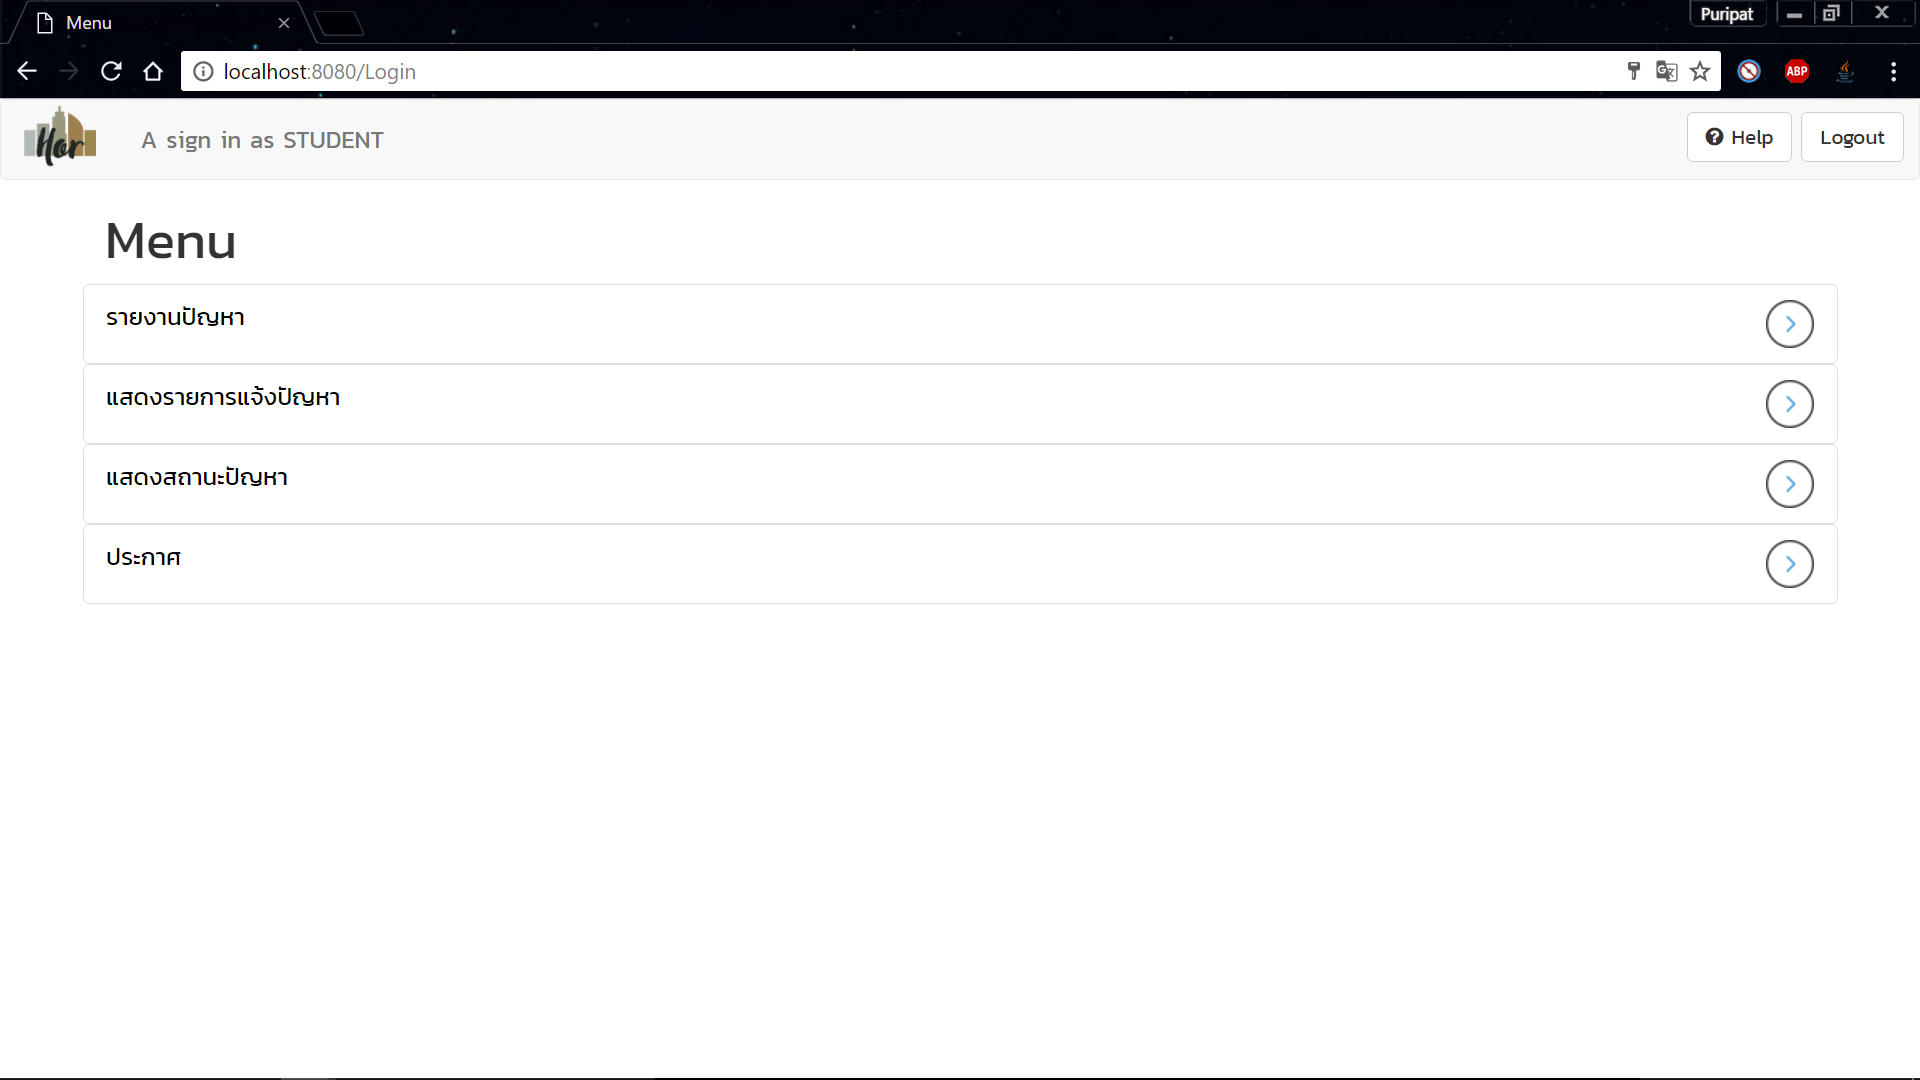 Menu
Puripat
localhost:8080/Login
ABP
Hor
A sign in as STUDENT
Help
Logout
Menu
รายงานปัญหา
แสดงรายการแจ้งปัญหา
แสดงสถานะปัญหา
ประกาศ